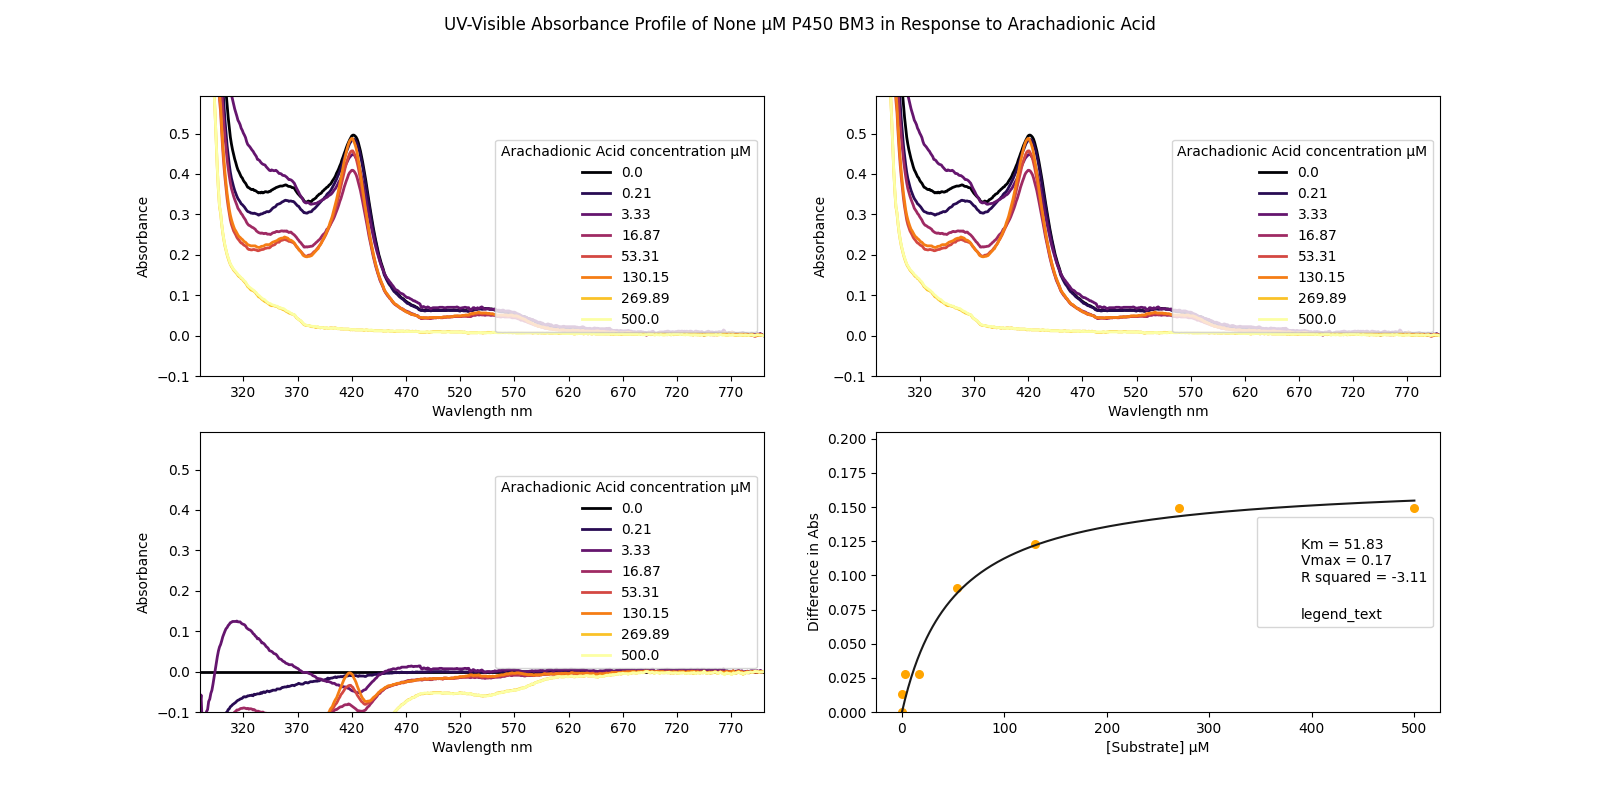 UV-Visible Absorbance Profile of None μM P450 BM3 in Response to Arachadionic Acid
Absorbance
0.5
0.4
0.3
0.2
0.1
0.0
−0.1
320 370 420 470 520 570 620 670 720 770
Wavlength nm
Arachadionic Acid concentration μM
0.0
0.21
3.33
16.87
53.31
130.15
269.89
500.0
Absorbance
0.5
0.4
0.3
0.2
0.1
0.0
−0.1
320 370 420 470 520 570 620 670 720 770
Wavlength nm
Arachadionic Acid concentration μM
0.0
0.21
3.33
16.87
53.31
130.15
269.89
500.0
Absorbance
0.5
0.4
0.3
0.2
0.1
0.0
−0.1
320 370 420 470 520 570 620 670 720 770
Wavlength nm
Arachadionic Acid concentration μM
0.0
0.21
3.33
16.87
53.31
130.15
269.89
500.0
Difference in Abs
0.200
0.175
0.150
0.125
0.100
0.075
0.050
0.025
0.000
0 100 200 300 400 500
[Substrate] μM
Km = 51.83
Vmax = 0.17
R squared = -3.11
legend_text